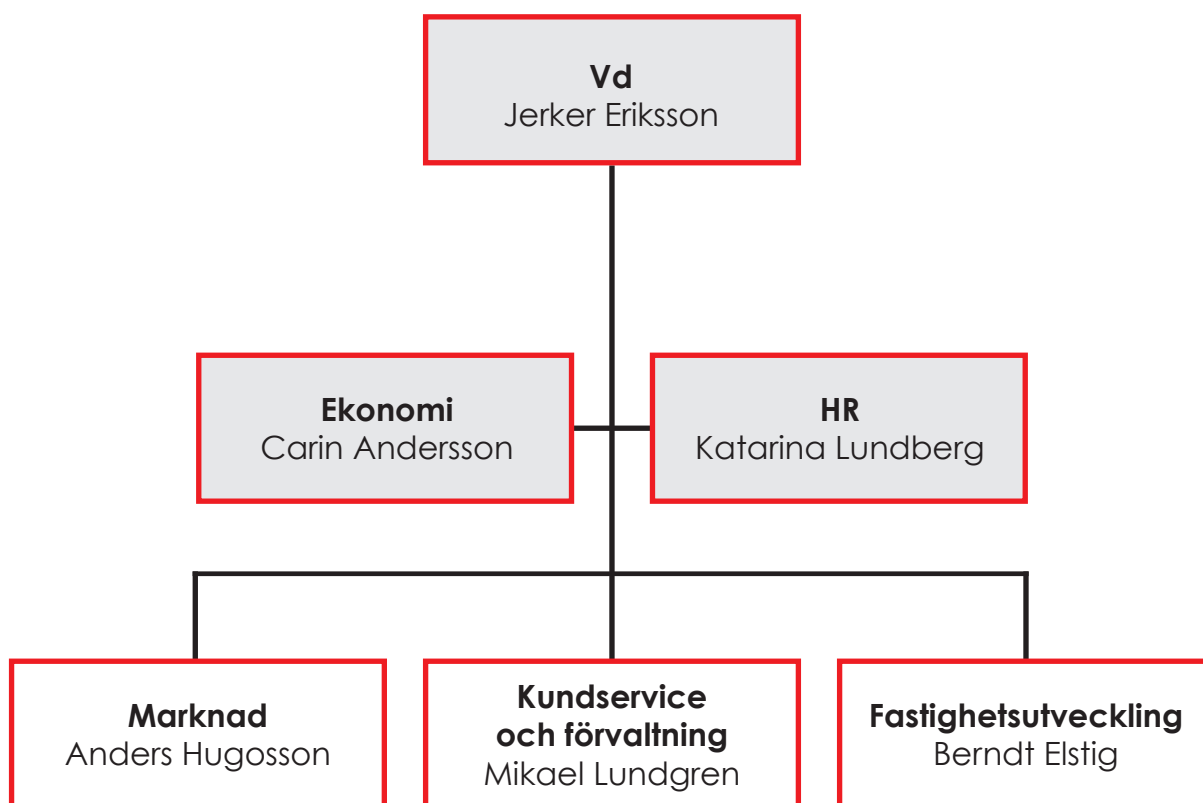 Vd
Jerker Eriksson
Ekonomi
Carin Andersson
HR
Katarina Lundberg
Marknad
Anders Hugosson
Kundservice
och förvaltning
Mikael Lundgren
Fastighetsutveckling
Berndt Elstig